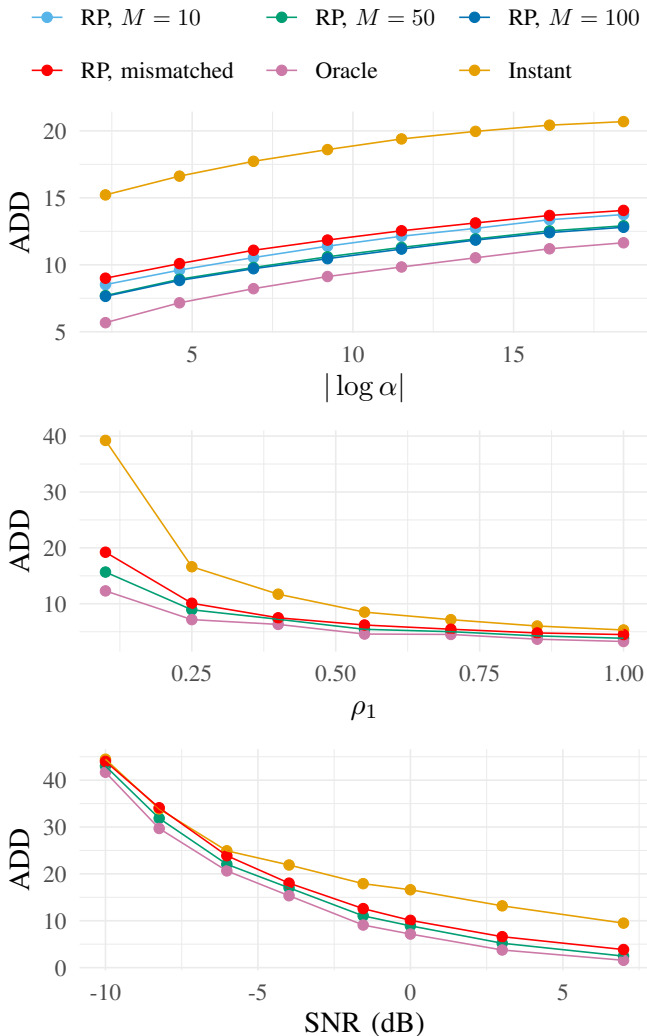 RP, M = 10 RP, M = 50 RP, M = 100
RP, mismatched Oracle Instant
20
15
10
5
ADD
5 10 15
| log α|
40
30
20
10
ADD
0.25 0.50 0.75 1.00
ρ1
40
30
20
10
0
ADD
-10 -5 0 5
SNR (dB)